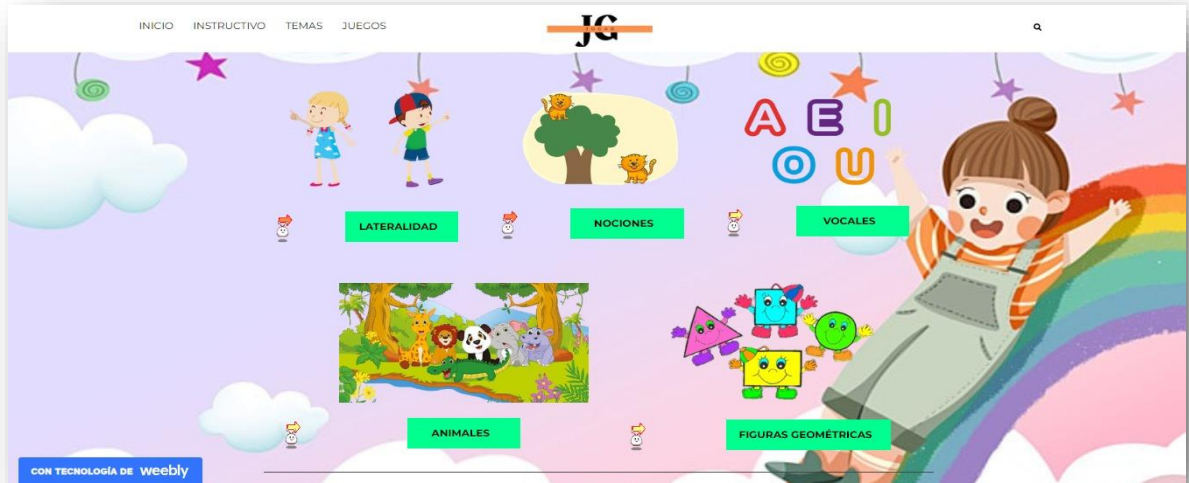 INICIO INSTRUCTIVO TEMAS JUEGOS
JG
A E I
O U
LATERALIDAD
NOCIONES
VOCALES
ANIMALES
FIGURAS GEOMÉTRICAS
CON TECNOLOGÍA DE weebly